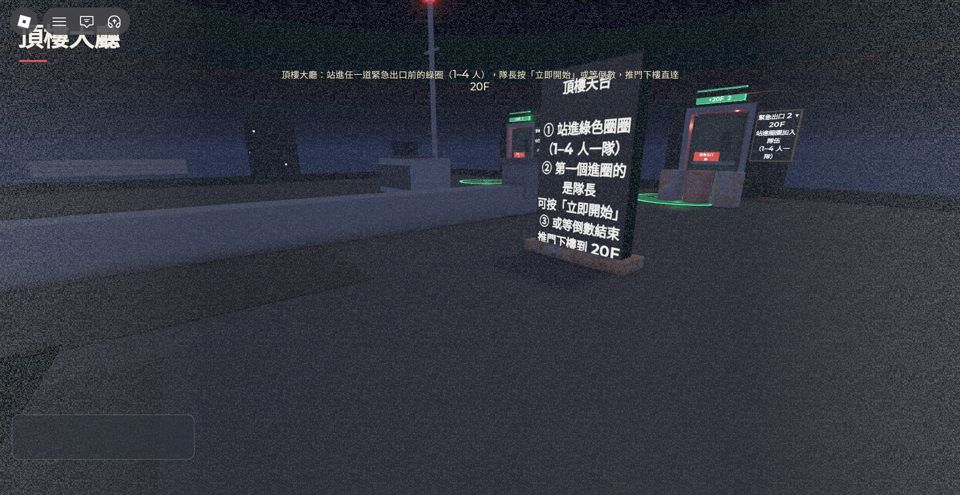 頂樓大廳
頂樓大廳：站進任一道緊急出口前的綠圈（1–4 人），隊長按「立即開始」或等倒數，推門下樓直達
20F
頂樓天台
① 站進綠色圈圈
（1–4 人一隊）
② 第一個進圈的
是隊長
可按「立即開始」
③ 或等倒數結束
推門下樓到 20F
緊急出口 2
20F
站進圈圈加入
隊伍
（1–4 人一
隊）